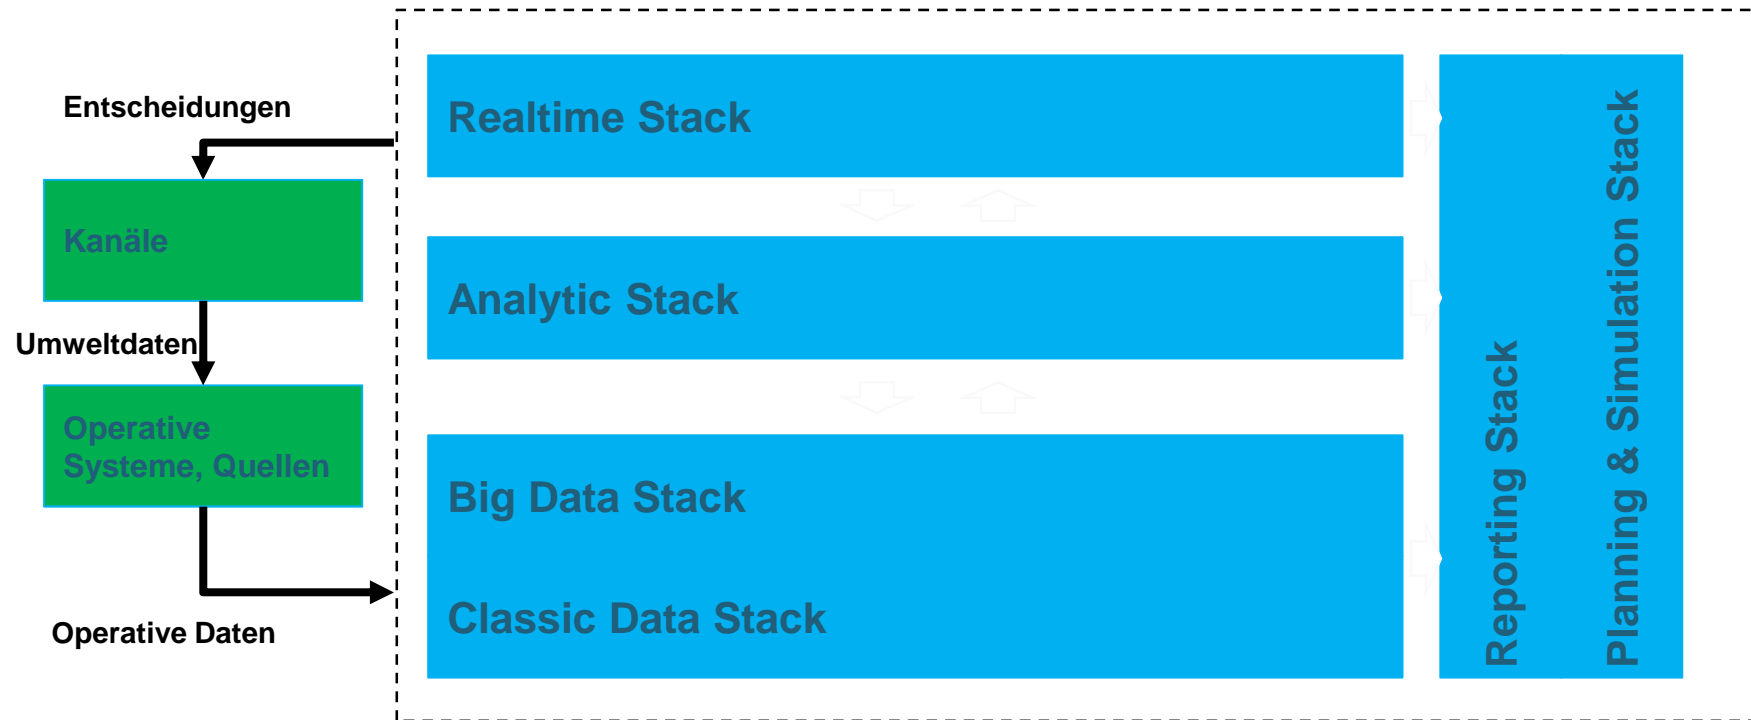 Entscheidungen
Kanäle
Umweltdaten
Operative
Systeme, Quellen
Operative Daten
Realtime Stack
Analytic Stack
Big Data Stack
Classic Data Stack
Reporting Stack
Planning & Simulation Stack